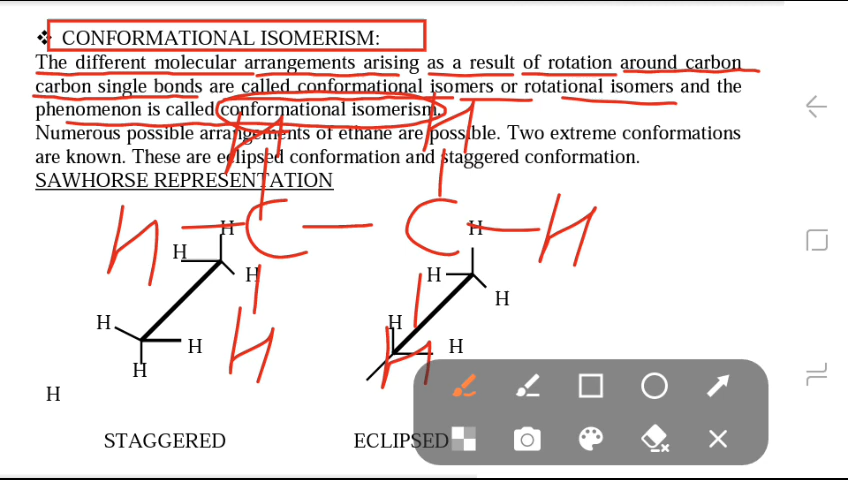 ❖ CONFORMATIONAL ISOMERISM:
The different molecular arrangements arising as a result of rotation around carbon
carbon single bonds are called conformational isomers or rotational isomers and the
phenomenon is called conformational isomerism.
Numerous possible arrangements of ethane are possible. Two extreme conformations
are known. These are eclipsed conformation and staggered conformation.
SAWHORSE REPRESENTATION
H H
H C C H
H H
H H
H H H H
H H H
H H H H
H
H
STAGGERED ECLIPSED